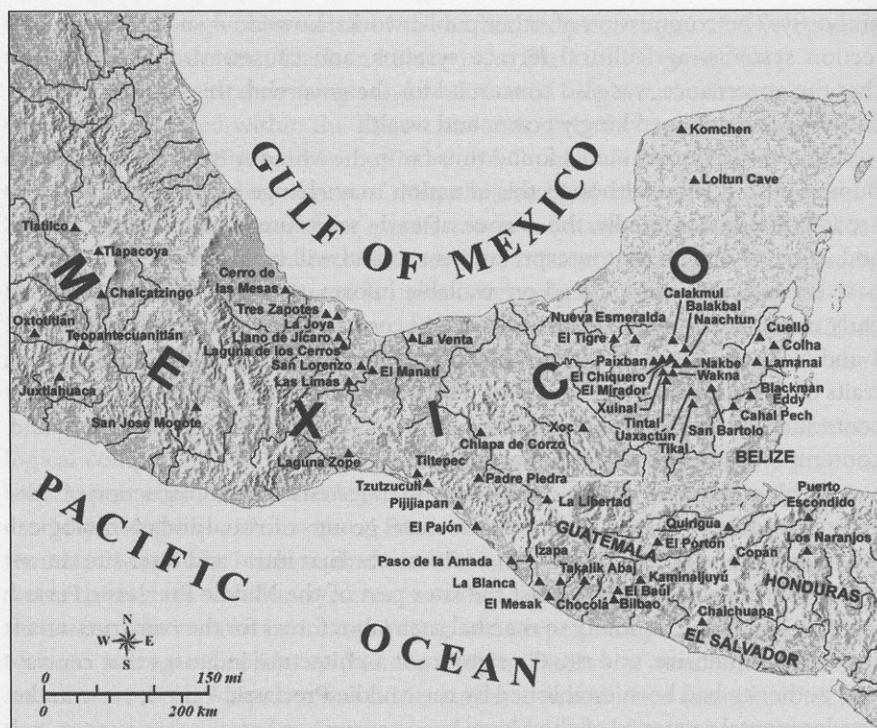 GULF OF MEXICO
MEXICO
PACIFIC
OCEAN
Komchen
Loltun Cave
Tlatilco
Tlapacoya
Chalcatzingo
Oxtotitlán
Teopantecuanitlán
Juxtlahuaca
San José Mogote
Cerro de
las Mesas
Tres Zapotes
La Joya
Llano de Jícaro
Laguna de los Cerros
San Lorenzo
Las Limas
El Manatí
La Venta
Laguna Zope
Tiltepec
Tzutzuculi
Pijijiapan
El Pajón
Paso de la Amada
La Blanca
El Mesak
Chiapa de Corzo
Padre Piedra
La Libertad
Xoc
Nueva Esmeralda
El Tigre
Paixban
El Chiquero
El Mirador
Xuinal
Tintal
Uaxactun
Tikal
Calakmul
Balakbal
Naachtun
Nakbe
Wakna
San Bartolo
Cuello
Colha
Lamanai
Blackman
Eddy
Cahal Pech
BELIZE
GUATEMALA
Quirigua
El Portón
Puerto
Escondido
Los Naranjos
Copán
HONDURAS
Izapa
Takalik Abaj
Kaminaljuyú
El Baúl
Chocolá
Bilbao
Chalchuapa
EL SALVADOR
N
W E
S
0 150 mi
0 200 km